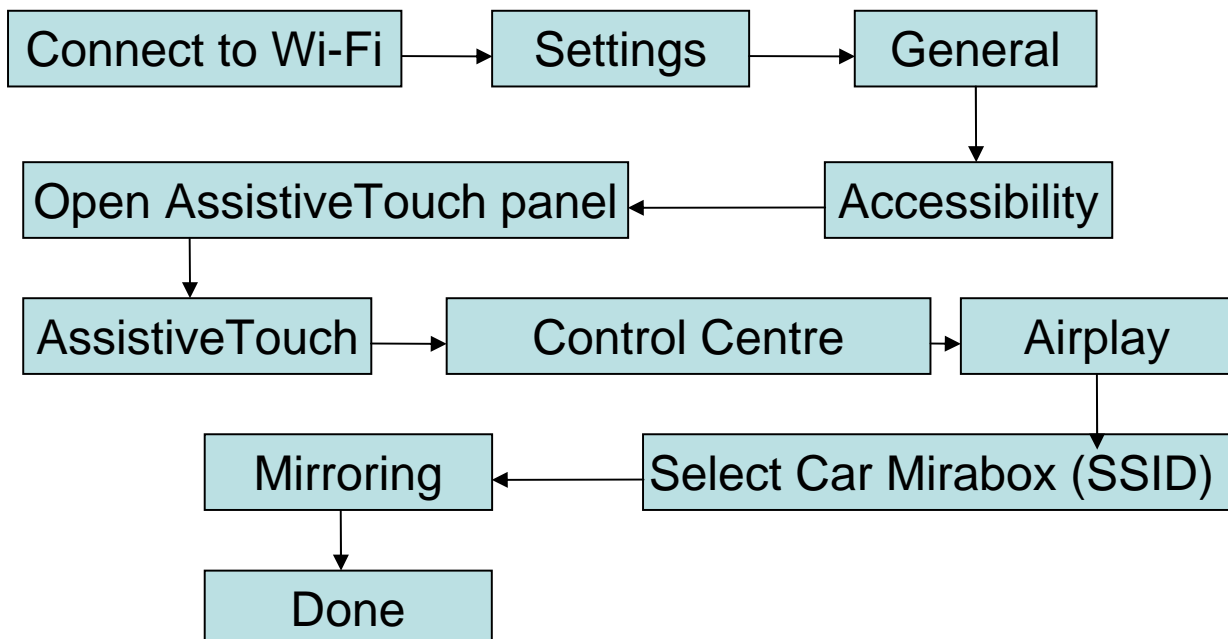 Connect to Wi-Fi
Settings
General
Accessibility
Open AssistiveTouch panel
AssistiveTouch
Control Centre
Airplay
Select Car Mirabox (SSID)
Mirroring
Done